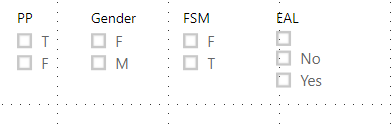 PP Gender FSM EAL
T F F
F M T No
Yes